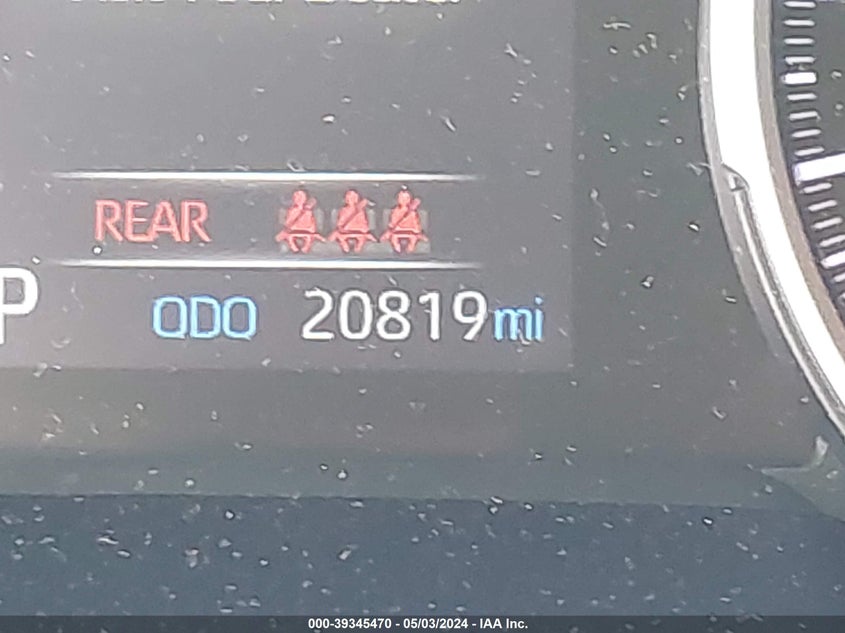 REAR
P ODO 20819mi
000-39345470 - 05/03/2024 - IAA Inc.